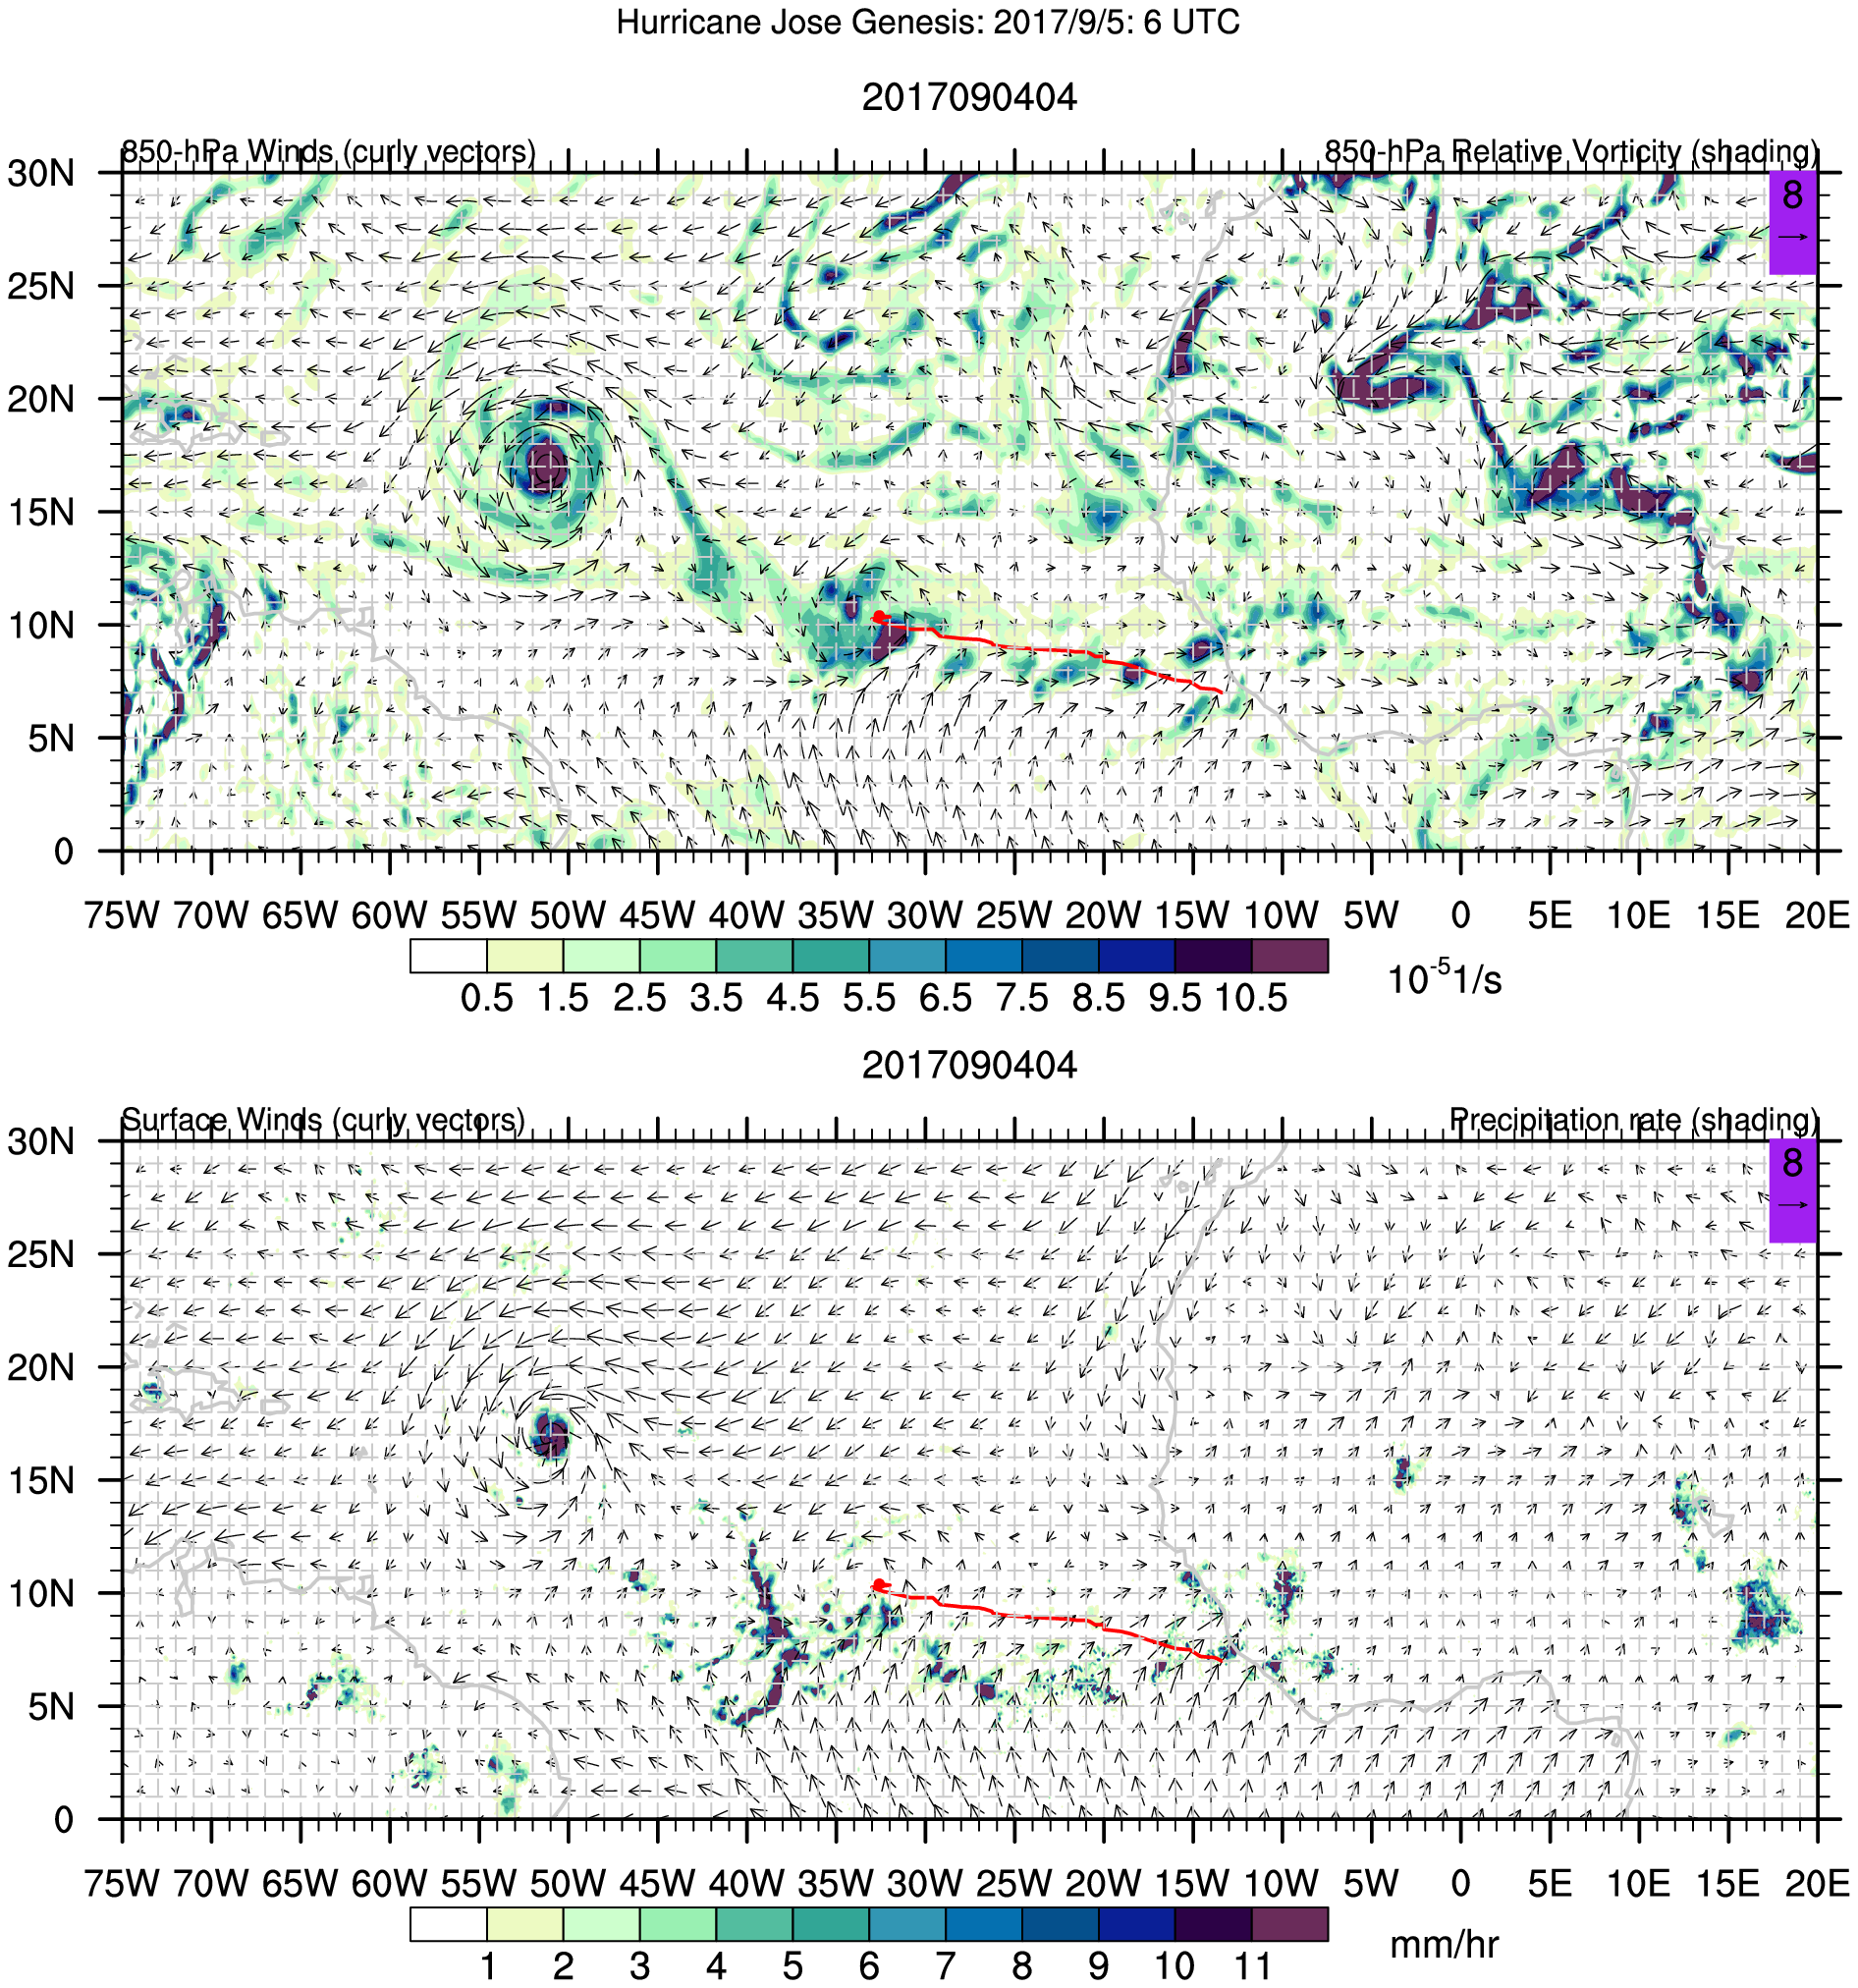 Hurricane Jose Genesis: 2017/9/5: 6 UTC
2017090404
850-hPa Winds (curly vectors) 850-hPa Relative Vorticity (shading)
30N
8
25N
20N
15N
10N
5N
0
75W 70W 65W 60W 55W 50W 45W 40W 35W 30W 25W 20W 15W 10W 5W 0 5E 10E 15E 20E
0.5 1.5 2.5 3.5 4.5 5.5 6.5 7.5 8.5 9.5 10.5
10⁻⁵1/s
2017090404
Surface Winds (curly vectors) Precipitation rate (shading)
30N
8
25N
20N
15N
10N
5N
0
75W 70W 65W 60W 55W 50W 45W 40W 35W 30W 25W 20W 15W 10W 5W 0 5E 10E 15E 20E
1 2 3 4 5 6 7 8 9 10 11
mm/hr